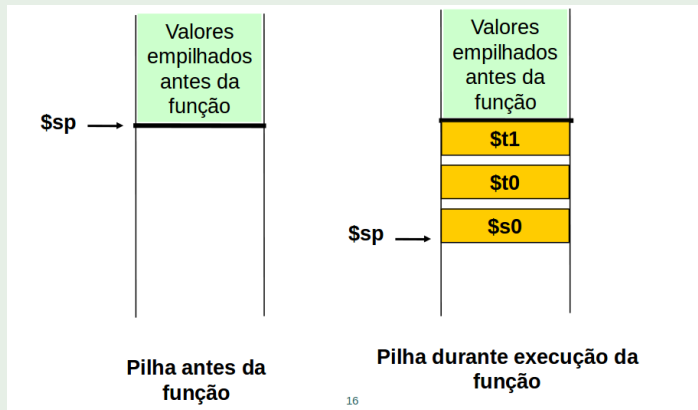 Valores
empilhados
antes da
função
$sp
Pilha antes da
função
Valores
empilhados
antes da
função
$t1
$t0
$s0
$sp
Pilha durante execução da
função
16